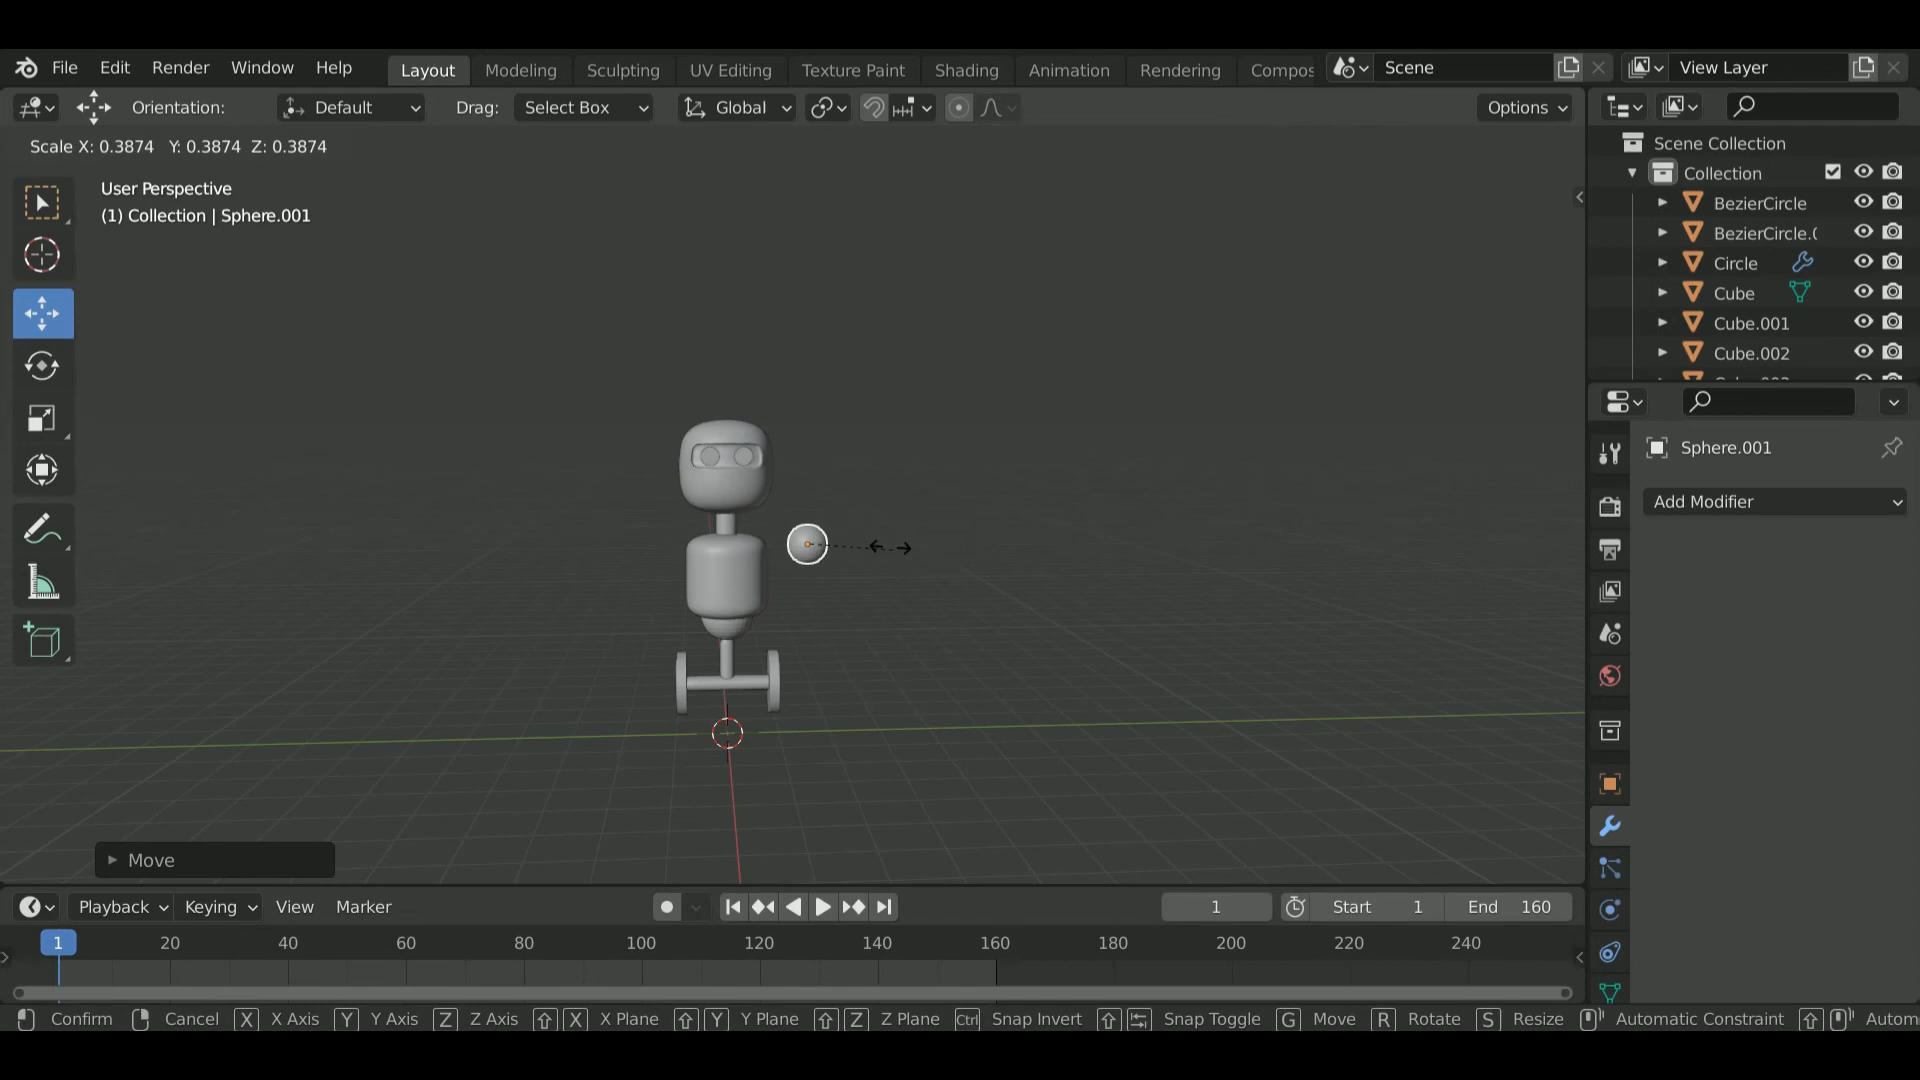 File Edit Render Window Help Layout Modeling Sculpting UV Editing Texture Paint Shading Animation Rendering Scene View Layer
Orientation: Default Drag: Select Box Global Options
Scale X: 0.3874 Y: 0.3874 Z: 0.3874
User Perspective
(1) Collection | Sphere.001
Scene Collection
Collection
BezierCircle
BezierCircle.
Circle
Cube
Cube.001
Cube.002
Sphere.001
Add Modifier
Move
Playback Keying View Marker 1 Start 1 End 160
1 20 40 60 80 100 120 140 160 180 200 220 240
Confirm Cancel X X Axis Y Y Axis Z Z Axis X X Plane Y Y Plane Z Z Plane Ctrl Snap Invert Snap Toggle G Move R Rotate S Resize Automatic Constraint Autom